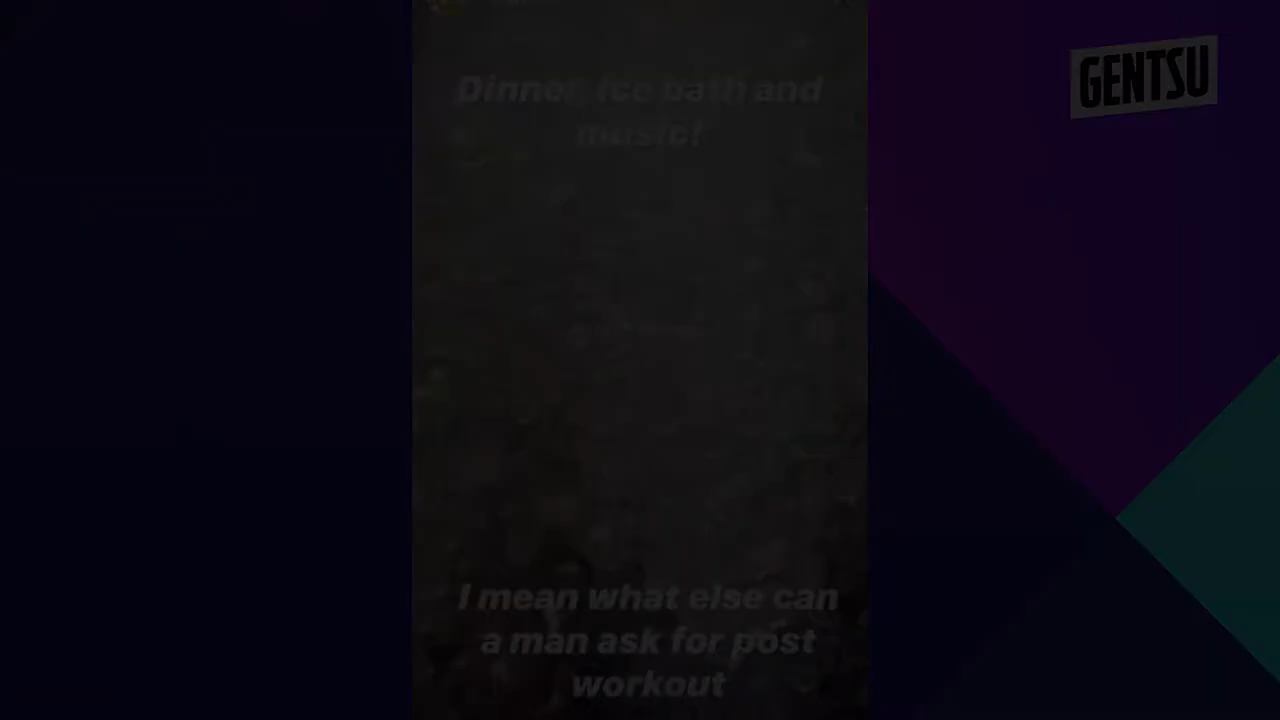 GENTSU
Dinner, ice bath and
music!
I mean what else can
a man ask for post
workout